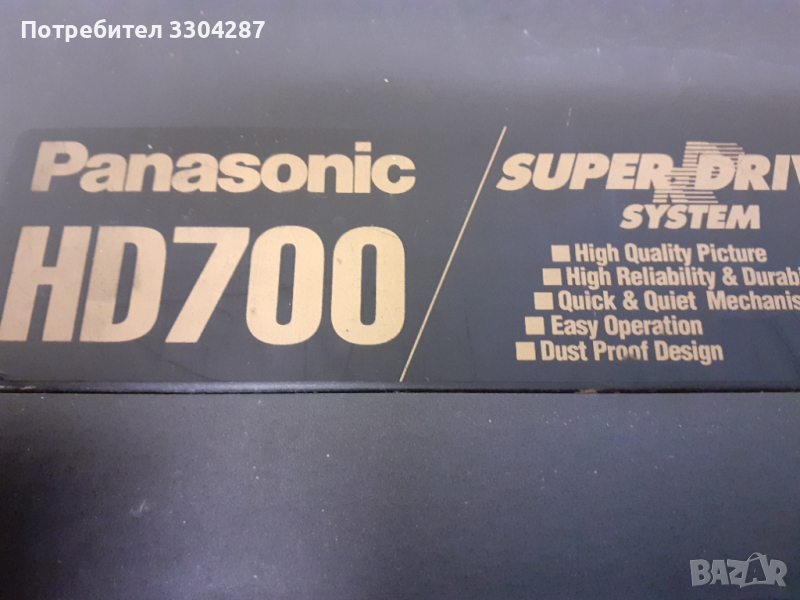 Потребител 3304287
Panasonic
HD700
SUPER DRIV
SYSTEM
High Quality Picture
High Reliability & Durabl
Quick & Quiet Mechanis
Easy Operation
Dust Proof Design
BAZAR